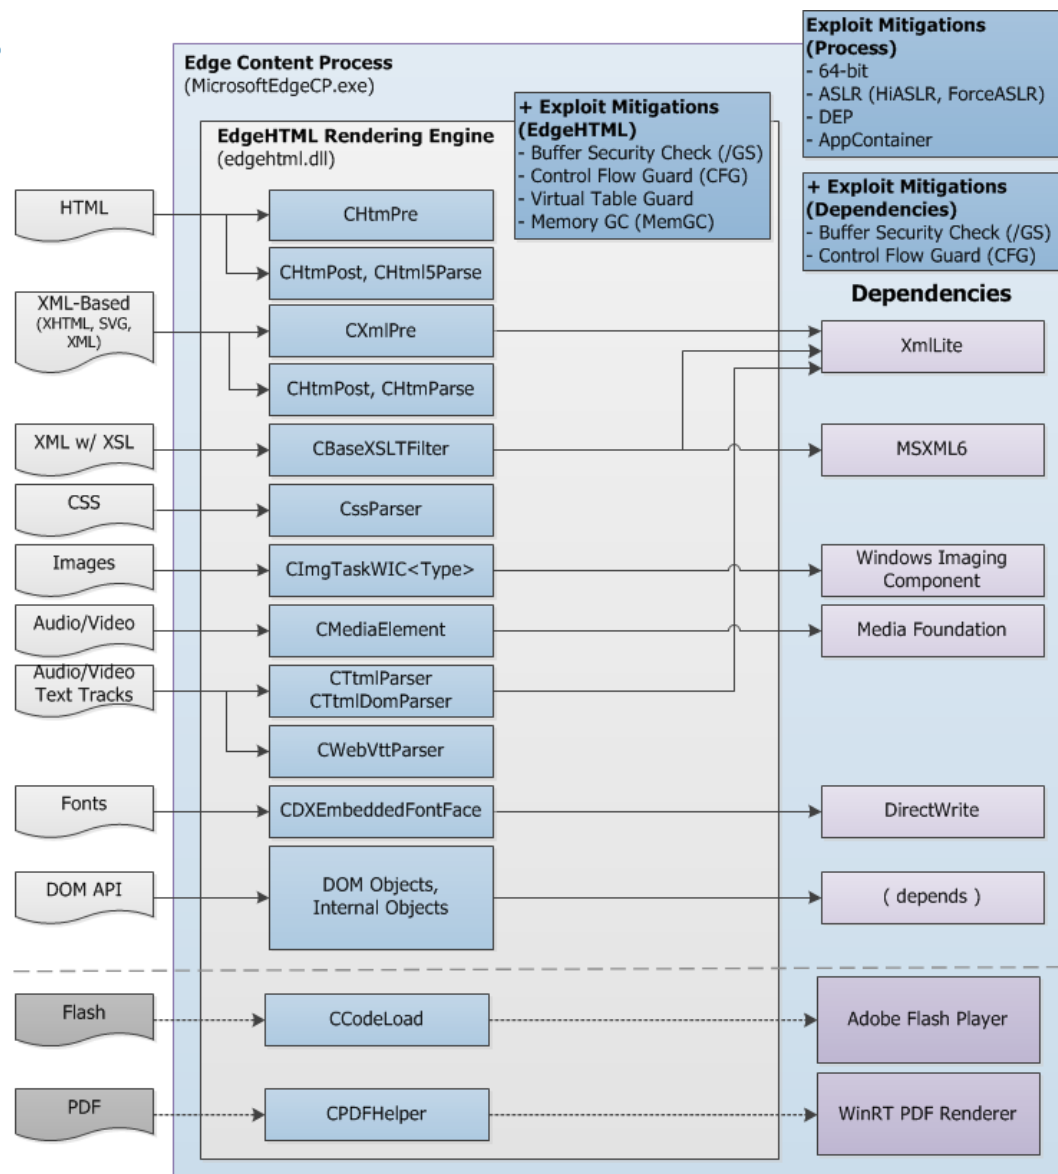 Exploit Mitigations
(Process)
- 64-bit
- ASLR (HiASLR, ForceASLR)
- DEP
- AppContainer
Edge Content Process
(MicrosoftEdgeCP.exe)
+ Exploit Mitigations
(EdgeHTML)
- Buffer Security Check (/GS)
- Control Flow Guard (CFG)
- Virtual Table Guard
- Memory GC (MemGC)
EdgeHTML Rendering Engine
(edgehtml.dll)
+ Exploit Mitigations
(Dependencies)
- Buffer Security Check (/GS)
- Control Flow Guard (CFG)
Dependencies
HTML
CHtmPre
CHtmPost, CHtml5Parse
XML-Based
(XHTML, SVG,
XML)
CXmlPre
XmlLite
CHtmPost, CHtmParse
XML w/ XSL
CBaseXSLTFilter
MSXML6
CSS
CssParser
Images
CImgTaskWIC<Type>
Windows Imaging
Component
Audio/Video
CMediaElement
Media Foundation
Audio/Video
Text Tracks
CTtmlParser
CTtmlDomParser
CWebVttParser
Fonts
CDXEmbeddedFontFace
DirectWrite
DOM API
DOM Objects,
Internal Objects
( depends )
Flash
CCodeLoad
Adobe Flash Player
PDF
CPDFHelper
WinRT PDF Renderer